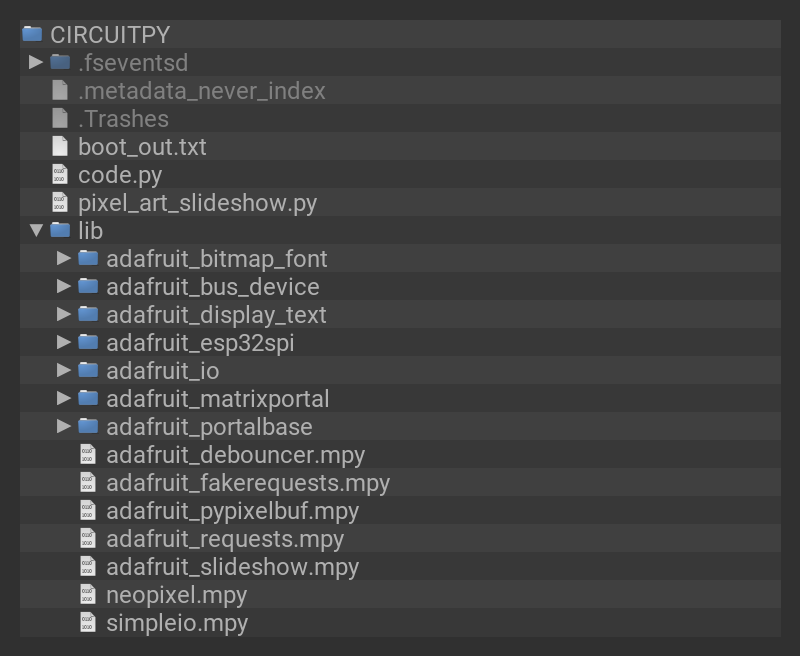 CIRCUITPY
.fseventsd
.metadata_never_index
.Trashes
boot_out.txt
code.py
pixel_art_slideshow.py
lib
adafruit_bitmap_font
adafruit_bus_device
adafruit_display_text
adafruit_esp32spi
adafruit_io
adafruit_matrixportal
adafruit_portalbase
adafruit_debouncer.mpy
adafruit_fakerequests.mpy
adafruit_pypixelbuf.mpy
adafruit_requests.mpy
adafruit_slideshow.mpy
neopixel.mpy
simpleio.mpy